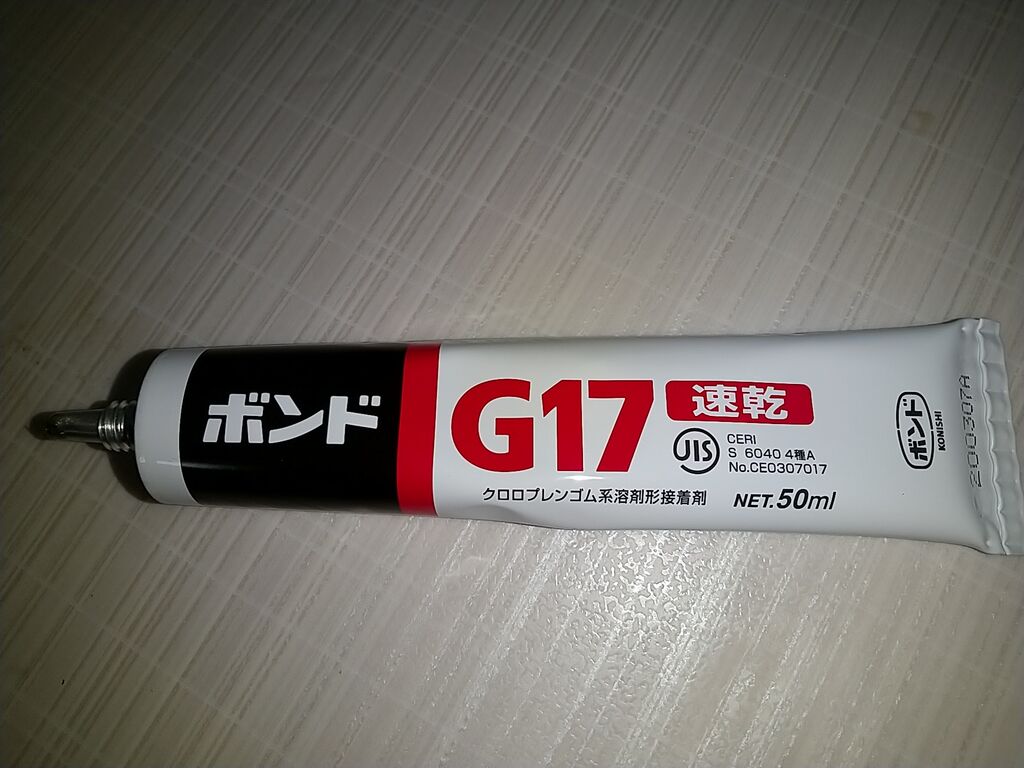 ボンド
G17 速乾
JIS
CERI
S 6040 4種A
No.CE0307017
クロロプレンゴム系溶剤形接着剤
NET.50ml
ボンド
KONISHI
200307A